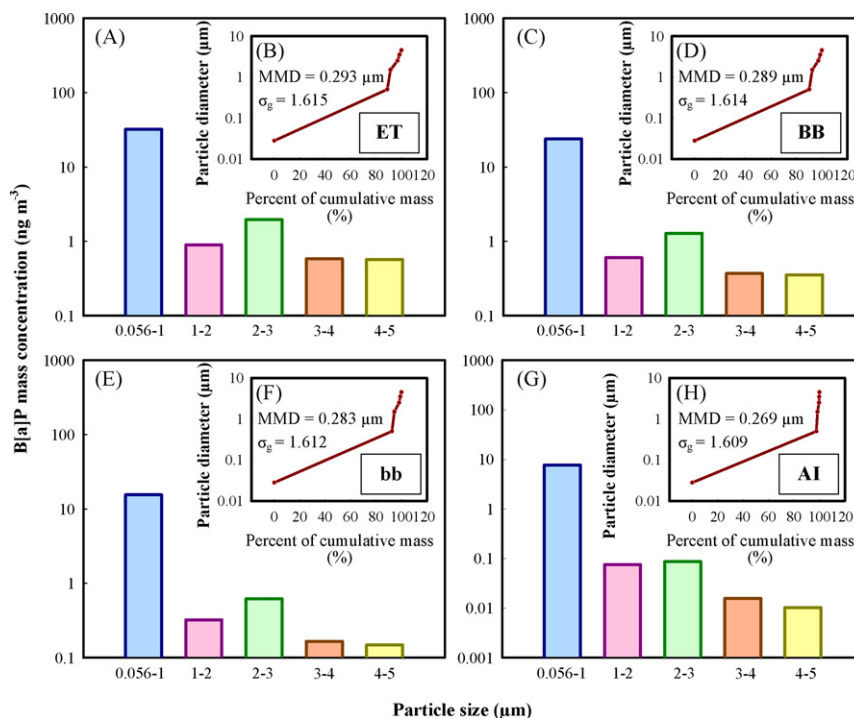 B[a]P mass concentration (ng m⁻³)
(A)
1000
100
10
1
0.1
0.056-1 1-2 2-3 3-4 4-5
(B)
Particle diameter (µm)
10
1
0.1
0.01
MMD = 0.293 µm
σg = 1.615
ET
0 20 40 60 80 100 120
Percent of cumulative mass
(%)
(C)
1000
100
10
1
0.1
0.056-1 1-2 2-3 3-4 4-5
(D)
Particle diameter (µm)
10
1
0.1
0.01
MMD = 0.289 µm
σg = 1.614
BB
0 20 40 60 80 100 120
Percent of cumulative mass
(%)
(E)
1000
100
10
1
0.1
0.056-1 1-2 2-3 3-4 4-5
(F)
Particle diameter (µm)
10
1
0.1
0.01
MMD = 0.283 µm
σg = 1.612
bb
0 20 40 60 80 100 120
Percent of cumulative mass
(%)
(G)
1000
100
10
1
0.1
0.01
0.001
0.056-1 1-2 2-3 3-4 4-5
(H)
Particle diameter (µm)
10
1
0.1
0.01
MMD = 0.269 µm
σg = 1.609
AI
0 20 40 60 80 100 120
Percent of cumulative mass
(%)
Particle size (µm)